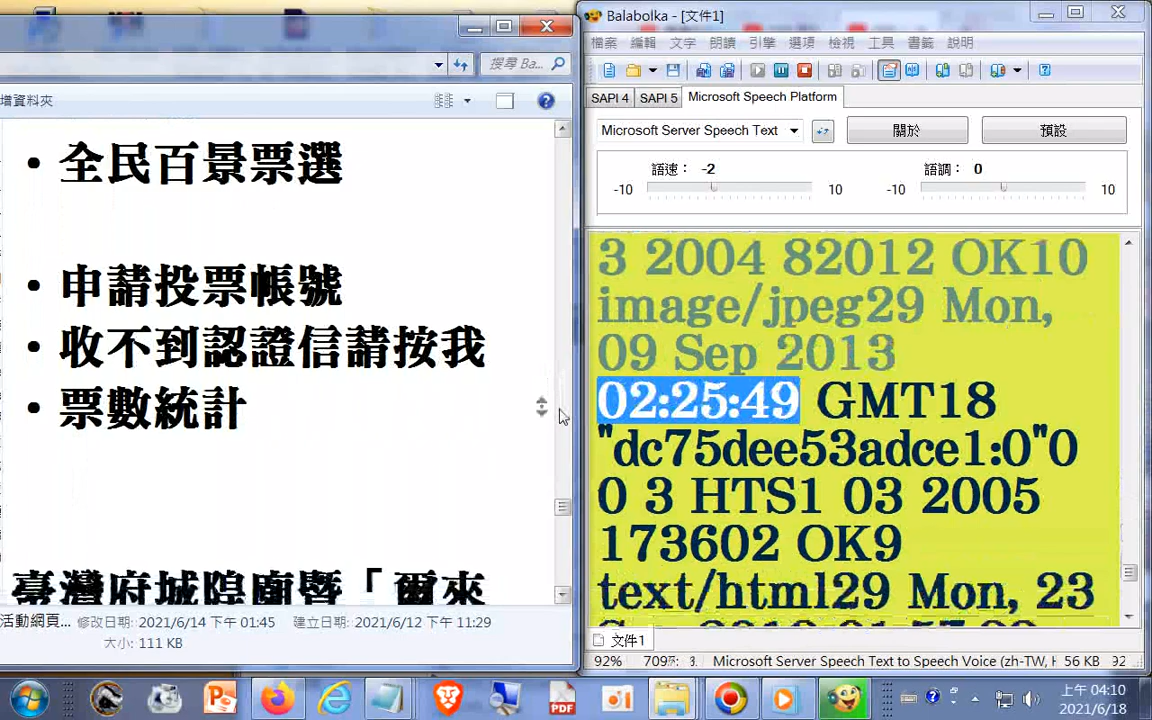 搜尋 Ba...
增資料夾
• 全民百景票選
• 申請投票帳號
• 收不到認證信請按我
• 票數統計
臺灣府城隍廟暨「爾來
活動網頁... 修改日期: 2021/6/14 下午 01:45 建立日期: 2021/6/12 下午 11:29
大小: 111 KB
Balabolka - [文件1]
檔案 編輯 文字 朗讀 引擎 選項 檢視 工具 書籤 說明
SAPI 4 SAPI 5 Microsoft Speech Platform
Microsoft Server Speech Text 關於 預設
語速： -2 語調： 0
-10 10 -10 10
3 2004 82012 OK10
image/jpeg29 Mon,
09 Sep 2013
02:25:49 GMT18
"dc75dee53adce1:0"0
0 3 HTS1 03 2005
173602 OK9
text/html29 Mon, 23
文件1
92% Microsoft Server Speech Text to Speech Voice (zh-TW, H 56 KB 92
上午 04:10
2021/6/18